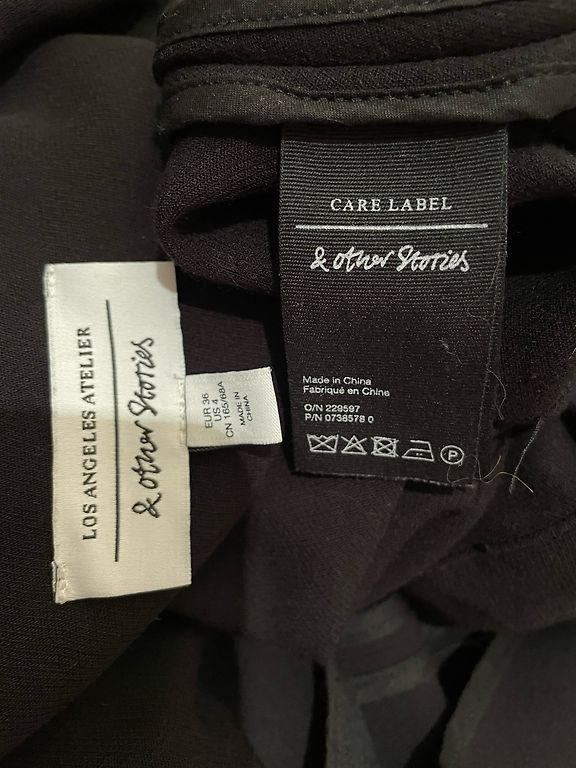 CARE LABEL
& other Stories
Made in China
Fabriqué en Chine
O/N 229597
P/N 0738578 0
P
LOS ANGELES ATELIER
& other Stories
EUR 36
US 4
CN 165/68A
MADE IN
CHINA